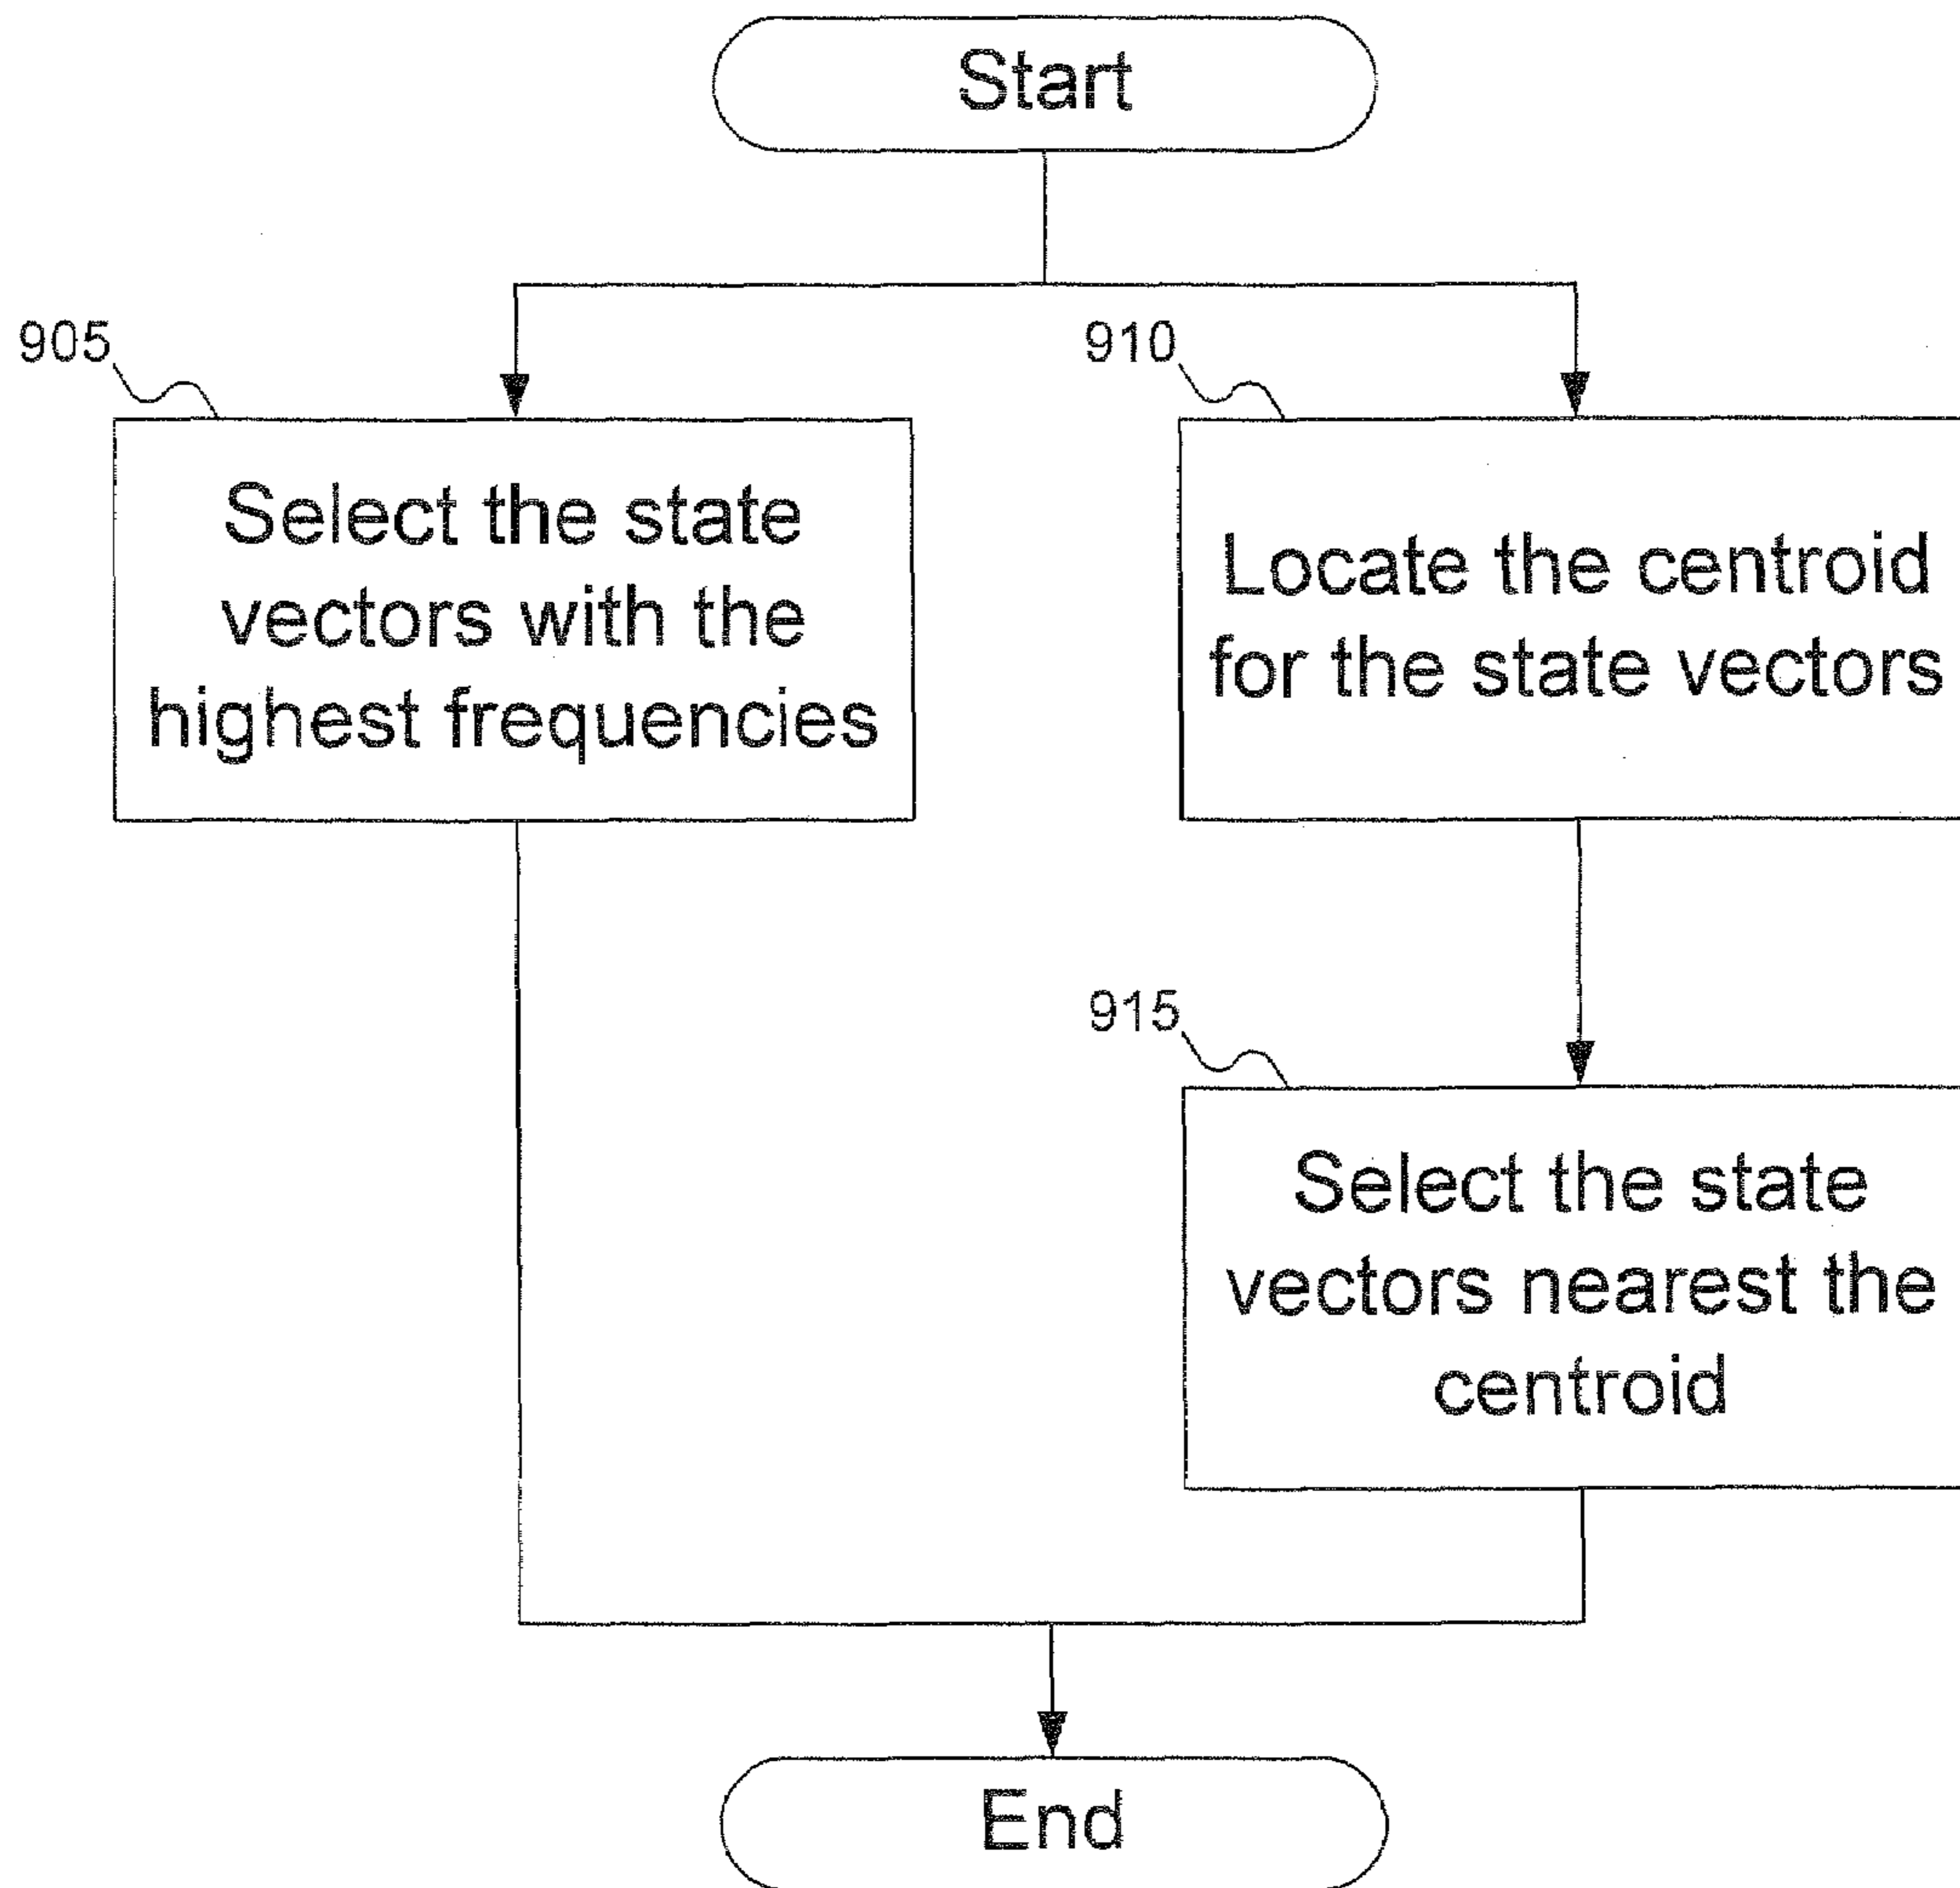 Start
905
Select the state
vectors with the
highest frequencies
910
Locate the centroid
for the state vectors
915
Select the state
vectors nearest the
centroid
End